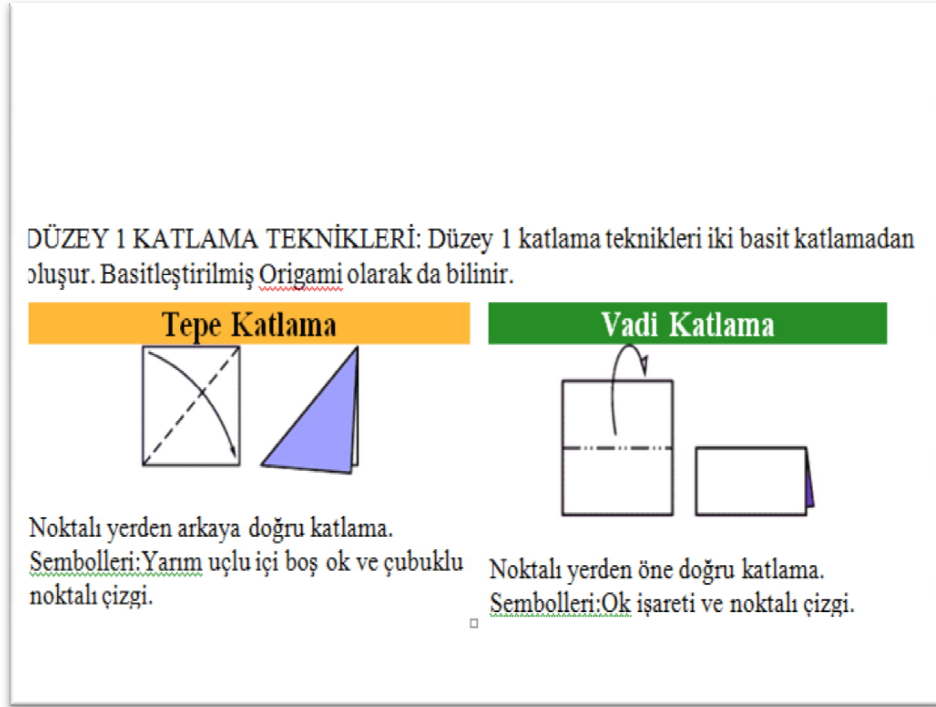 DÜZEY 1 KATLAMA TEKNİKLERİ: Düzey 1 katlama teknikleri iki basit katlamadan
oluşur. Basitleştirilmiş Origami olarak da bilinir.
Tepe Katlama
Noktalı yerden arkaya doğru katlama.
Sembolleri:Yarım uçlu içi boş ok ve çubuklu
noktalı çizgi.
Vadi Katlama
Noktalı yerden öne doğru katlama.
Sembolleri:Ok işareti ve noktalı çizgi.